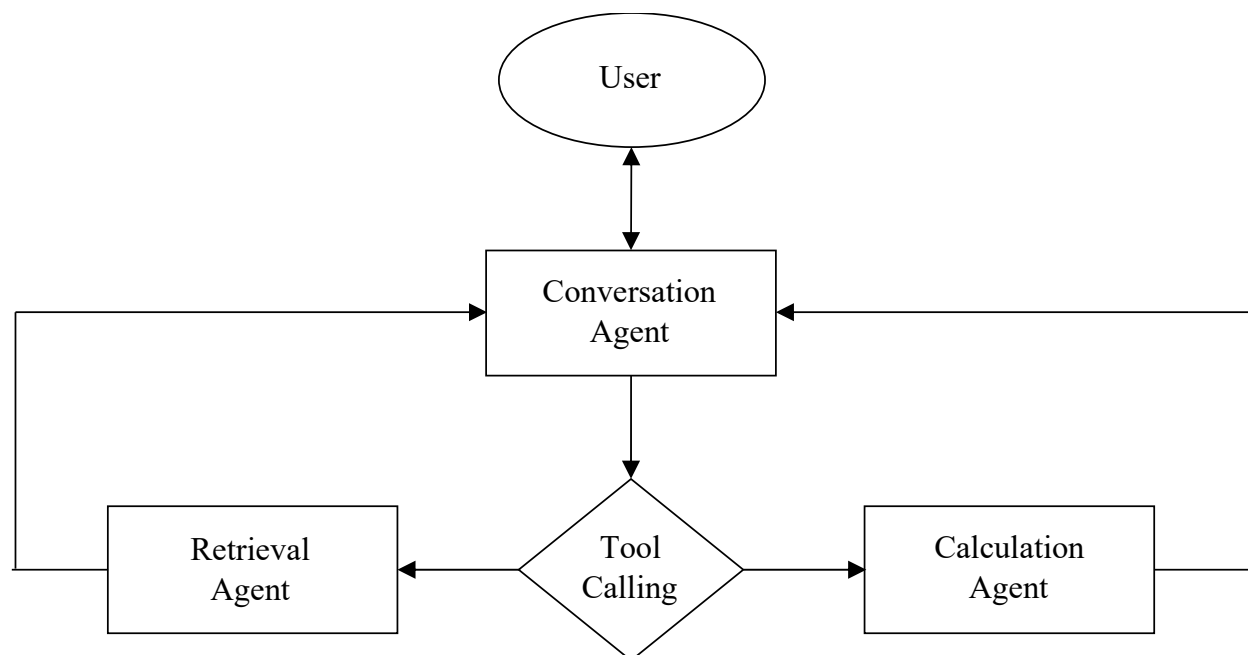 User
Conversation
Agent
Retrieval
Agent
Tool
Calling
Calculation
Agent